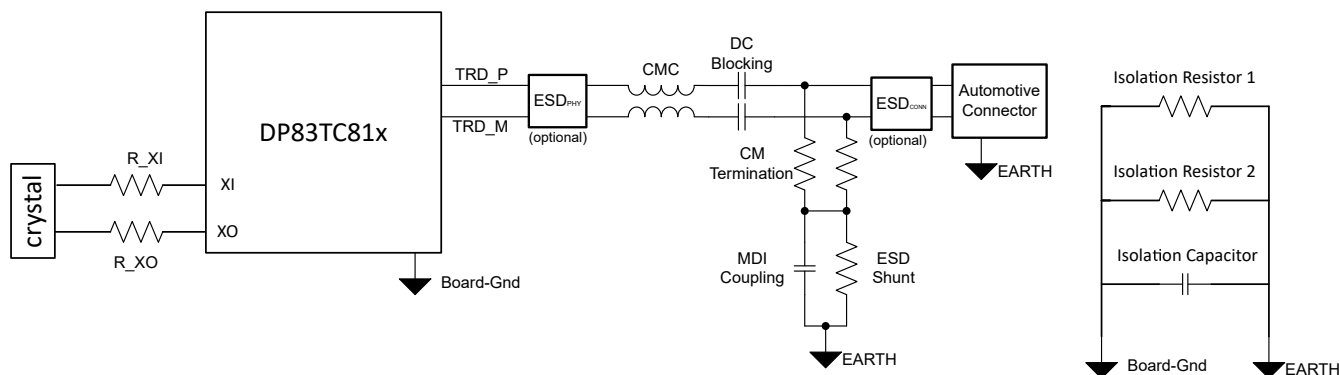 DP83TC81x
TRD_P
TRD_M
ESDPHY
(optional)
CMC
DC
Blocking
ESDCONN
(optional)
Automotive
Connector
EARTH
CM
Termination
MDI
Coupling
ESD
Shunt
EARTH
crystal
R_XI
R_XO
XI
XO
Board-Gnd
Isolation Resistor 1
Isolation Resistor 2
Isolation Capacitor
Board-Gnd
EARTH